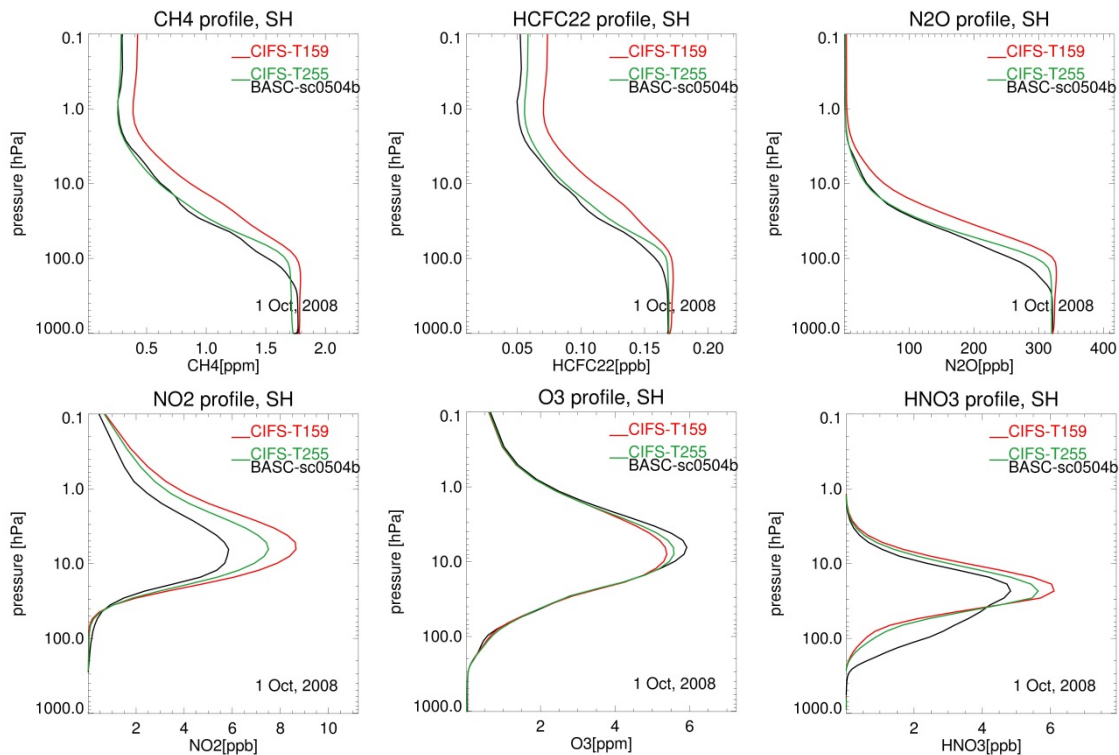 CH4 profile, SH
0.1
1.0
10.0
100.0
1000.0
pressure [hPa]
CIFS-T159
CIFS-T255
BASC-sc0504b
1 Oct, 2008
0.5 1.0 1.5 2.0
CH4[ppm]
HCFC22 profile, SH
0.1
1.0
10.0
100.0
1000.0
pressure [hPa]
CIFS-T159
CIFS-T255
BASC-sc0504b
1 Oct, 2008
0.05 0.10 0.15 0.20
HCFC22[ppb]
N2O profile, SH
0.1
1.0
10.0
100.0
1000.0
pressure [hPa]
CIFS-T159
CIFS-T255
BASC-sc0504b
1 Oct, 2008
100 200 300 400
N2O[ppb]
NO2 profile, SH
0.1
1.0
10.0
100.0
1000.0
pressure [hPa]
CIFS-T159
CIFS-T255
BASC-sc0504b
1 Oct, 2008
2 4 6 8 10
NO2[ppb]
O3 profile, SH
0.1
1.0
10.0
100.0
1000.0
pressure [hPa]
CIFS-T159
CIFS-T255
BASC-sc0504b
1 Oct, 2008
2 4 6
O3[ppm]
HNO3 profile, SH
0.1
1.0
10.0
100.0
1000.0
pressure [hPa]
CIFS-T159
CIFS-T255
BASC-sc0504b
1 Oct, 2008
2 4 6
HNO3[ppb]